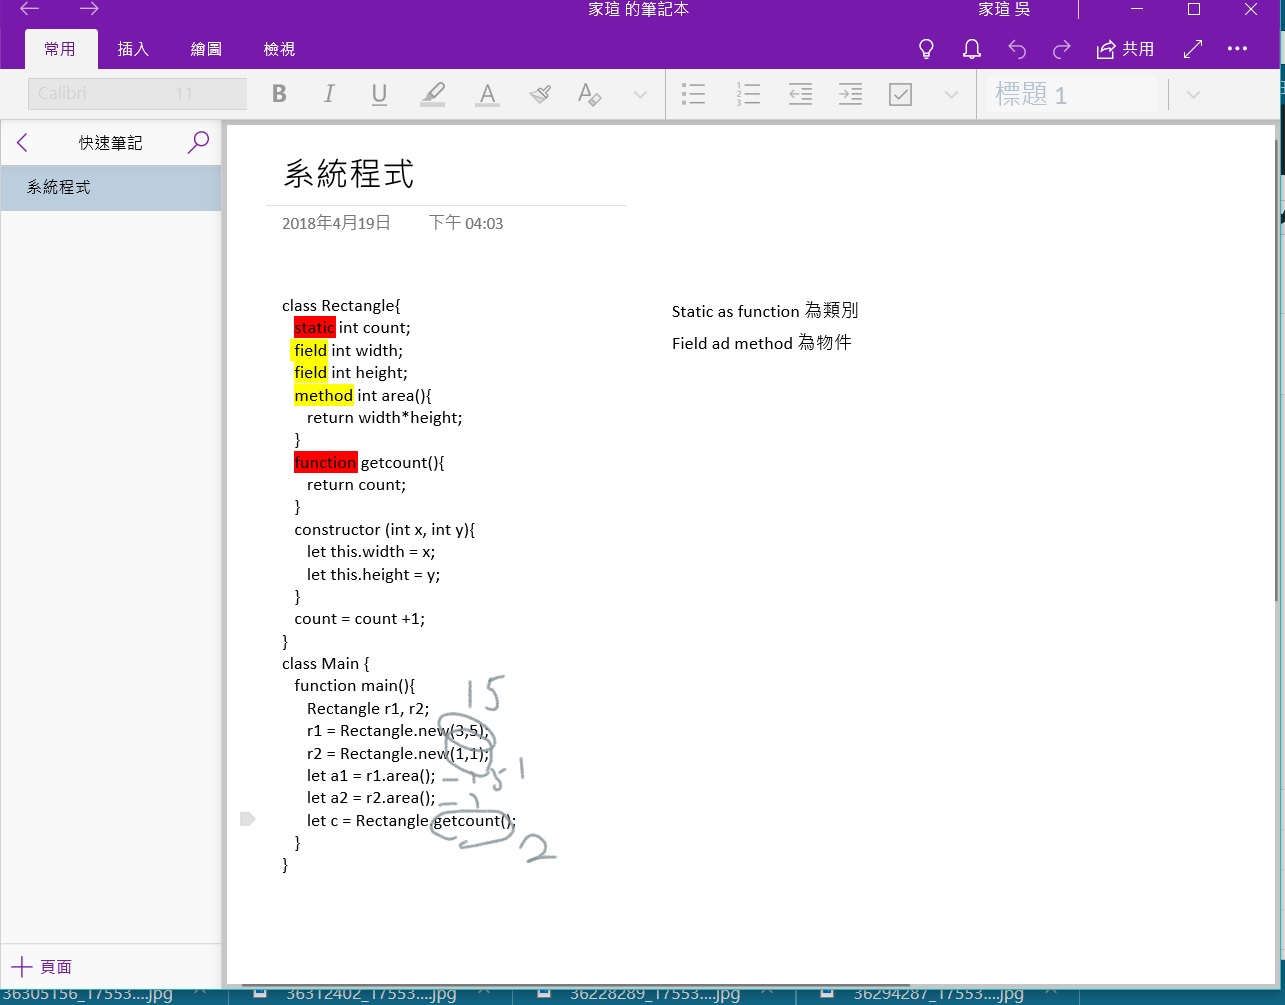 家瑄 的筆記本
家瑄 吳
常用 插入 繪圖 檢視
共用
Calibri 11
B I U A A
標題 1
快速筆記
系統程式
系統程式
2018年4月19日 下午 04:03
class Rectangle{
static int count;
field int width;
field int height;
method int area(){
return width*height;
}
function getcount(){
return count;
}
constructor (int x, int y){
let this.width = x;
let this.height = y;
}
count = count +1;
}
class Main {
function main(){
Rectangle r1, r2;
r1 = Rectangle.new(3,5);
r2 = Rectangle.new(1,1);
let a1 = r1.area();
let a2 = r2.area();
let c = Rectangle.getcount();
}
}
15
1
2
Static as function 為類別
Field ad method 為物件
頁面
36305156_17553....jpg
36312402_17553....jpg
36228289_17553....jpg
36294287_17553....jpg